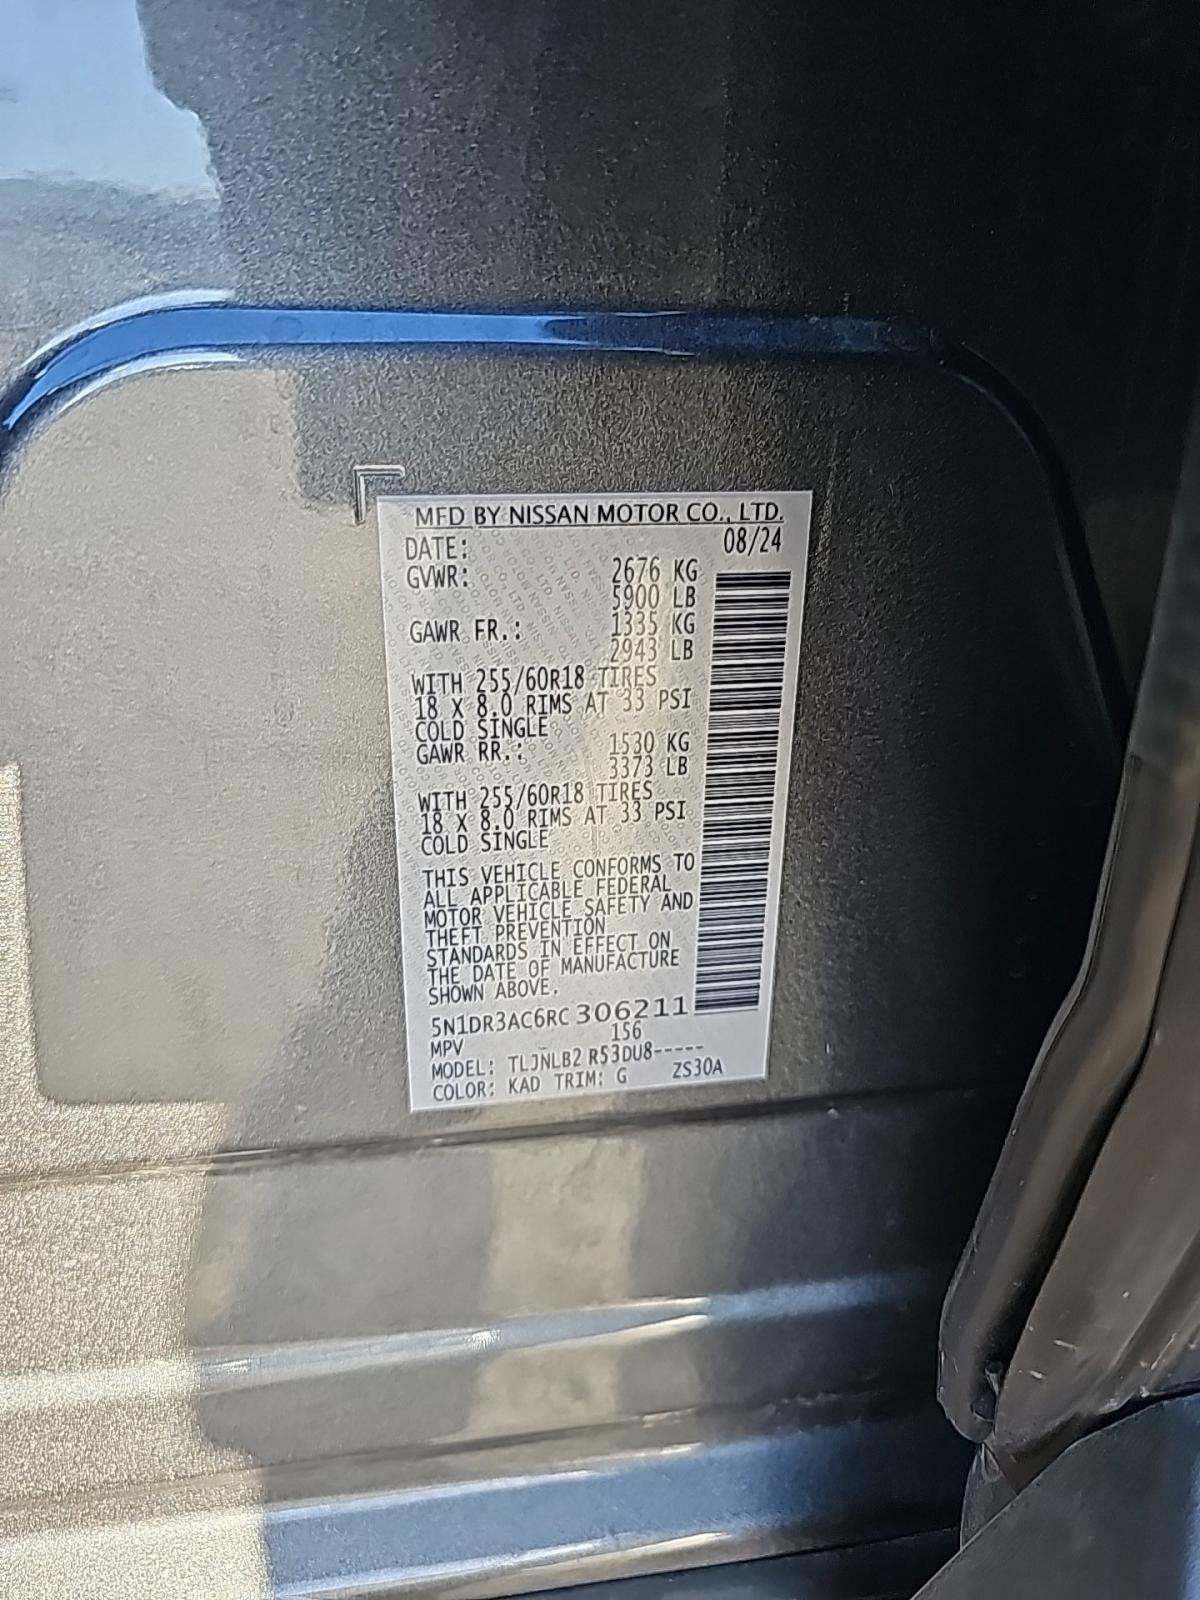 MFD BY NISSAN MOTOR CO., LTD.
DATE: 08/24
GVWR: 2676 KG
5900 LB
GAWR FR.: 1335 KG
2943 LB
WITH 255/60R18 TIRES
18 X 8.0 RIMS AT 33 PSI
COLD SINGLE
GAWR RR.: 1530 KG
3373 LB
WITH 255/60R18 TIRES
18 X 8.0 RIMS AT 33 PSI
COLD SINGLE
THIS VEHICLE CONFORMS TO
ALL APPLICABLE FEDERAL
MOTOR VEHICLE SAFETY AND
THEFT PREVENTION
STANDARDS IN EFFECT ON
THE DATE OF MANUFACTURE
SHOWN ABOVE.
5N1DR3AC6RC306211
MPV 156
MODEL: TLJNLB2 R53DU8-----
COLOR: KAD TRIM: G ZS30A